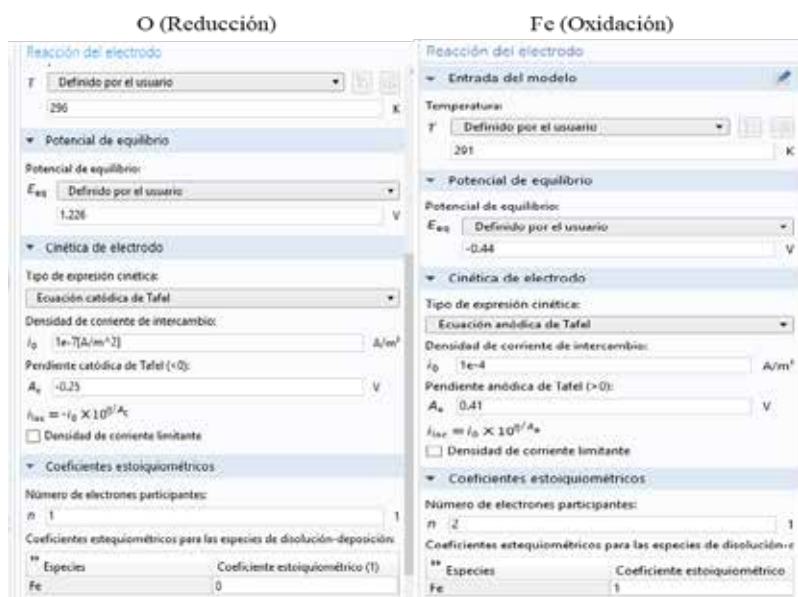 O (Reducción)
Reacción del electrodo
T Definido por el usuario
296 K
Potencial de equilibrio
Potencial de equilibrio:
Eeq Definido por el usuario
1.226 V
Cinética de electrodo
Tipo de expresión cinética:
Ecuación catódica de Tafel
Densidad de corriente de intercambio:
i0 1e-7[A/m^2] A/m²
Pendiente catódica de Tafel (<0):
Ac -0.25 V
iloc = -i0 X 10^η/Ac
Densidad de corriente limitante
Coeficientes estoiquiométricos
Número de electrones participantes:
n 1 1
Coeficientes estequiométricos para las especies de disolución-deposición:
Especies Coeficiente estoiquiométrico (1)
Fe 0
Fe (Oxidación)
Reacción del electrodo
Entrada del modelo
Temperatura:
T Definido por el usuario
291 K
Potencial de equilibrio
Potencial de equilibrio:
Eeq Definido por el usuario
-0.44 V
Cinética de electrodo
Tipo de expresión cinética:
Ecuación anódica de Tafel
Densidad de corriente de intercambio:
i0 1e-4 A/m²
Pendiente anódica de Tafel (>0):
Aa 0.41 V
iloc = i0 X 10^η/Aa
Densidad de corriente limitante
Coeficientes estoiquiométricos
Número de electrones participantes:
n 2 1
Coeficientes estequiométricos para las especies de disolución-
Especies Coeficiente estoiquiométrico
Fe 1